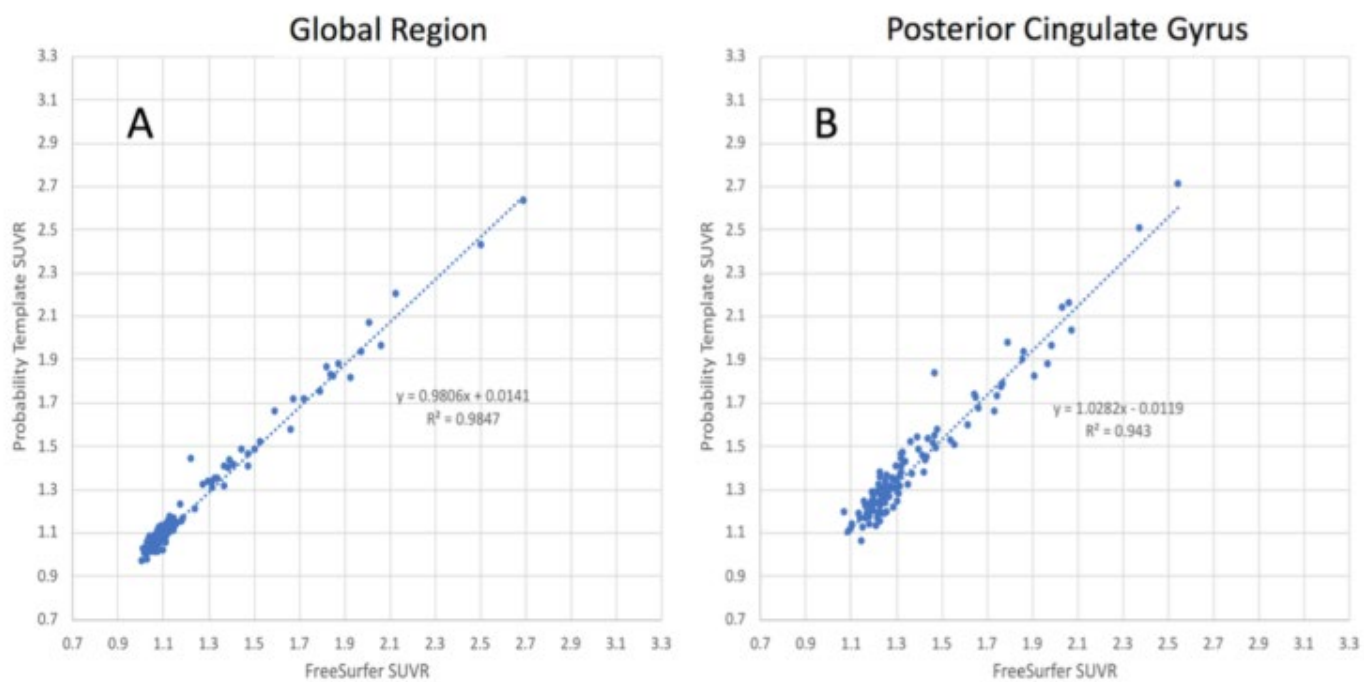 Global Region
3.3
3.1
2.9
2.7
2.5
2.3
2.1
1.9
1.7
1.5
1.3
1.1
0.9
0.7
Probability Template SUVR
A
y = 0.9806x + 0.0141
R² = 0.9847
0.7 0.9 1.1 1.3 1.5 1.7 1.9 2.1 2.3 2.5 2.7 2.9 3.1 3.3
FreeSurfer SUVR
Posterior Cingulate Gyrus
3.3
3.1
2.9
2.7
2.5
2.3
2.1
1.9
1.7
1.5
1.3
1.1
0.9
0.7
Probability Template SUVR
B
y = 1.0282x - 0.0119
R² = 0.943
0.7 0.9 1.1 1.3 1.5 1.7 1.9 2.1 2.3 2.5 2.7 2.9 3.1 3.3
FreeSurfer SUVR